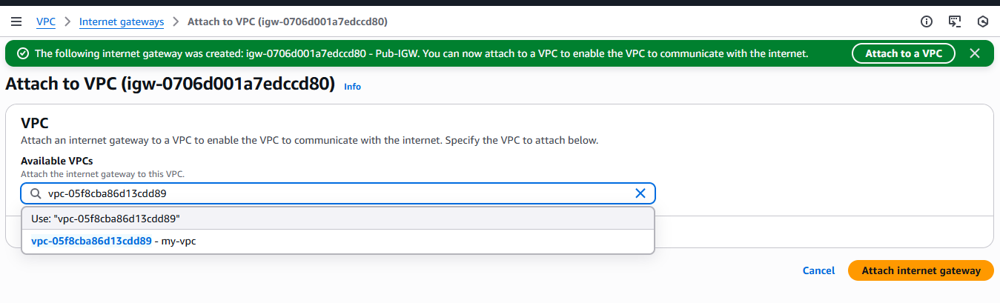 VPC > Internet gateways > Attach to VPC (igw-0706d001a7edccd80)
The following internet gateway was created: igw-0706d001a7edccd80 - Pub-IGW. You can now attach to a VPC to enable the VPC to communicate with the internet. Attach to a VPC
Attach to VPC (igw-0706d001a7edccd80) Info
VPC
Attach an internet gateway to a VPC to enable the VPC to communicate with the internet. Specify the VPC to attach below.
Available VPCs
Attach the internet gateway to this VPC.
vpc-05f8cba86d13cdd89
Use: "vpc-05f8cba86d13cdd89"
vpc-05f8cba86d13cdd89 - my-vpc
Cancel Attach internet gateway